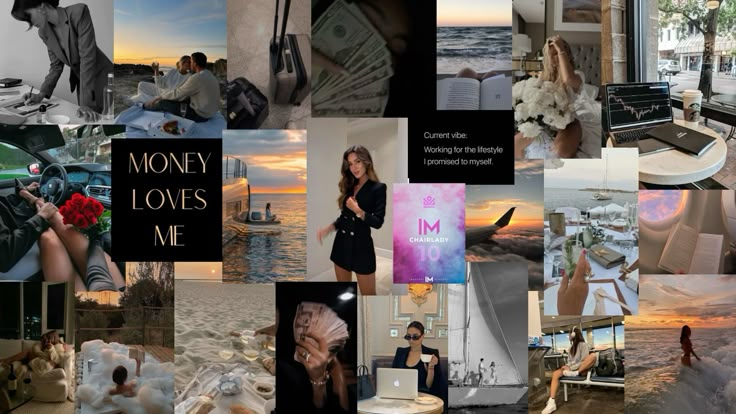 Current vibe:
Working for the lifestyle
I promised to myself.
MONEY
LOVES
ME
IM
CHAIRLADY
10
IM